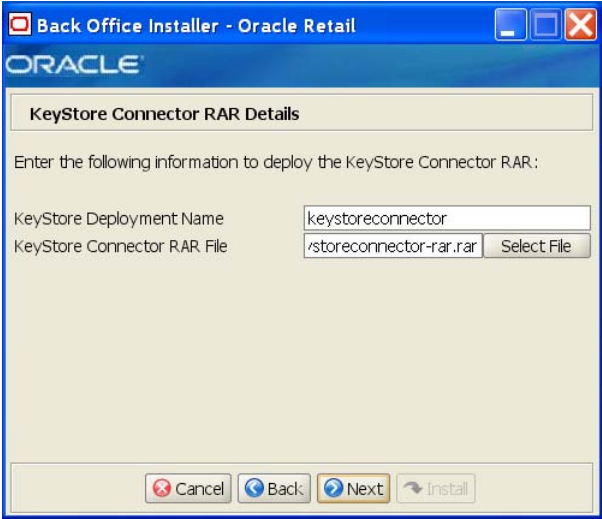 Back Office Installer - Oracle Retail
ORACLE
KeyStore Connector RAR Details
Enter the following information to deploy the KeyStore Connector RAR:
KeyStore Deployment Name keystoreconnector
KeyStore Connector RAR File storeconnector-rar.rar Select File
Cancel Back Next Install